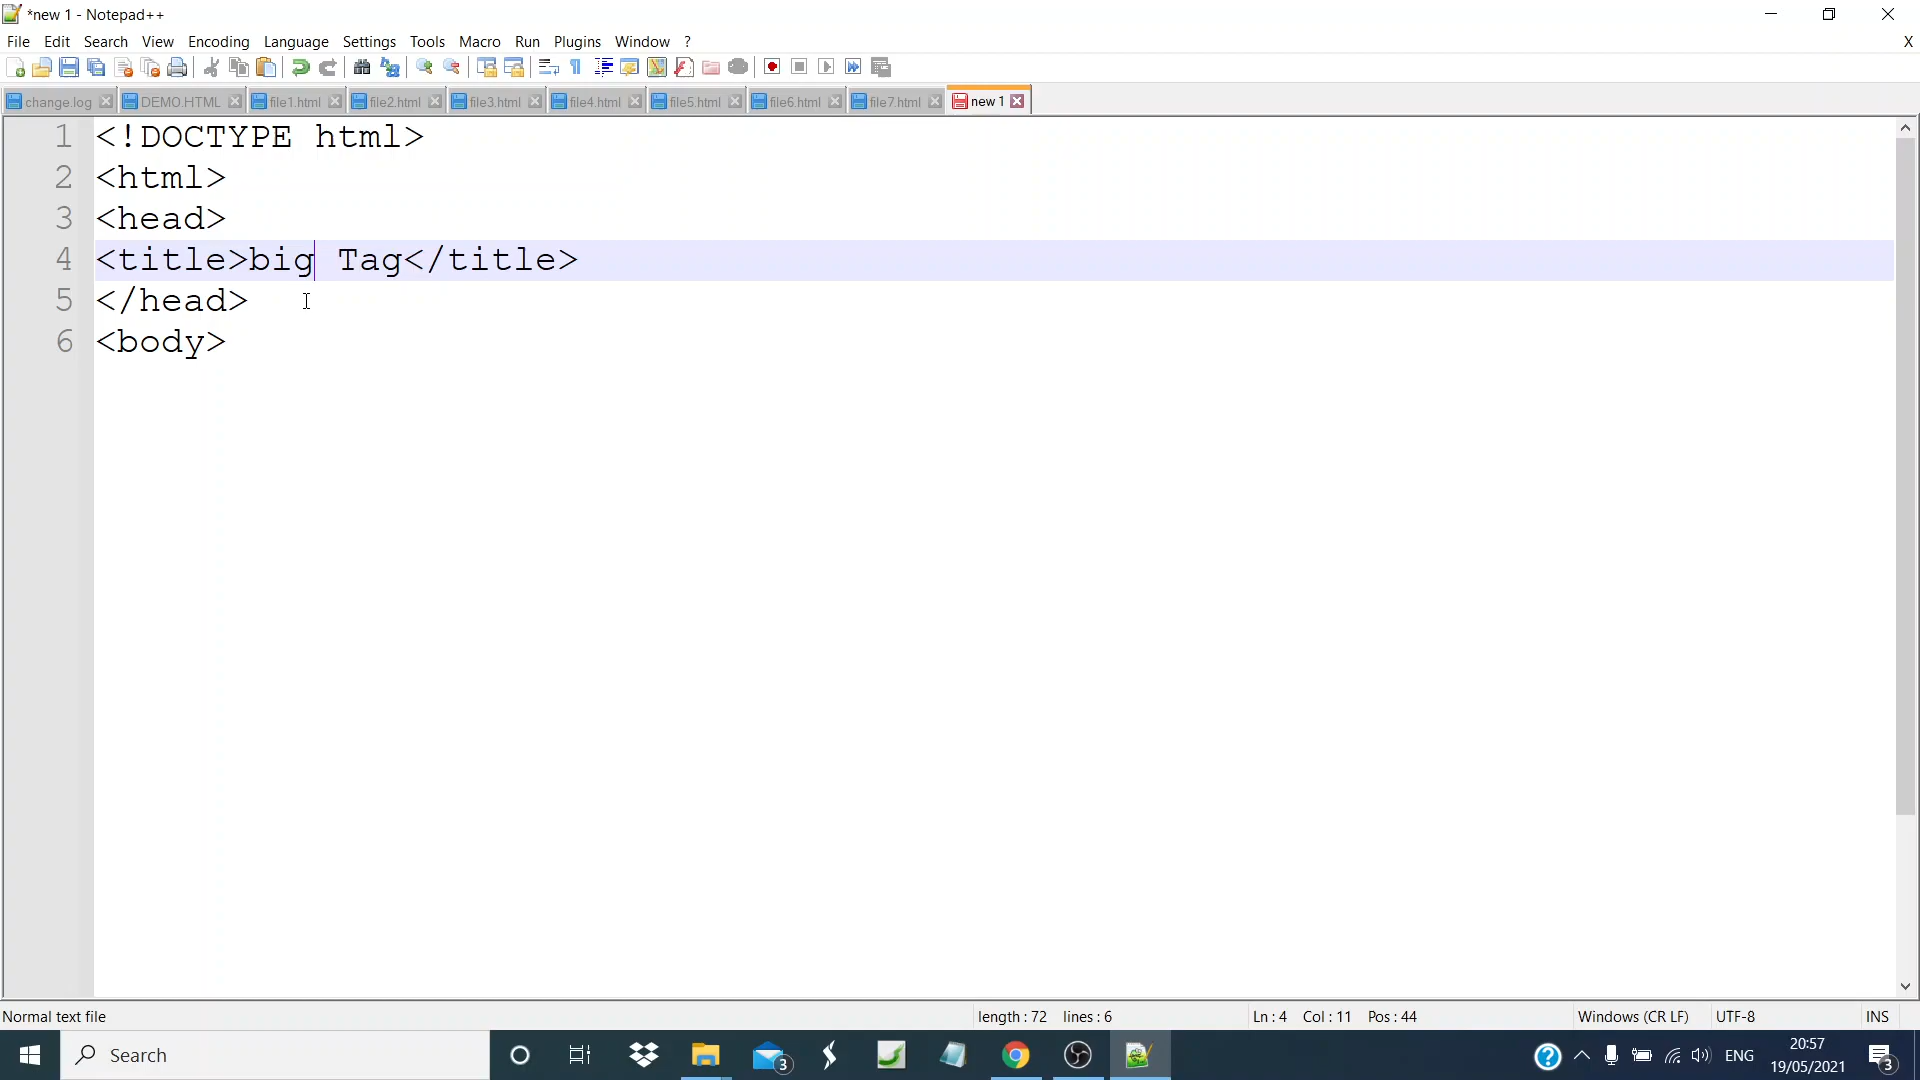 *new 1 - Notepad++
File Edit Search View Encoding Language Settings Tools Macro Run Plugins Window ? X
change.log DEMO.HTML file1.html file2.html file3.html file4.html file5.html file6.html file7.html new 1
1 <!DOCTYPE html>
2 <html>
3 <head>
4 <title>big Tag</title>
5 </head>
6 <body>
Normal text file length : 72 lines : 6 Ln : 4 Col : 11 Pos : 44 Windows (CR LF) UTF-8 INS
Search 3 ENG 20:57 3
19/05/2021